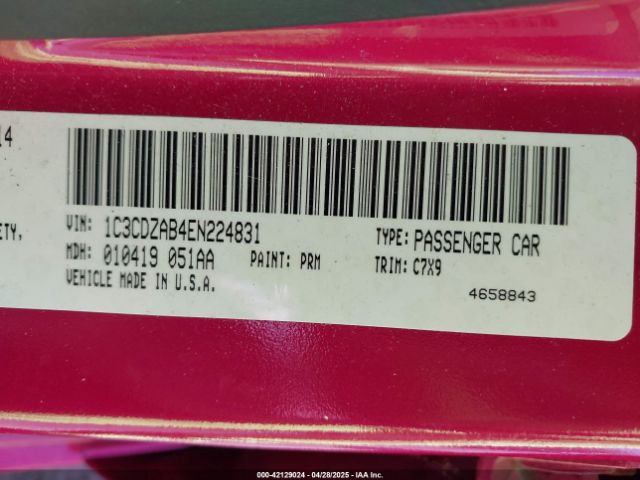 14
ETY,
VIN: 1C3CDZAB4EN224831 TYPE: PASSENGER CAR
MDH: 010419 051AA PAINT: PRM TRIM: C7X9
VEHICLE MADE IN U.S.A. 4658843
000-42129024 | 04/28/2025 | IAA Inc.